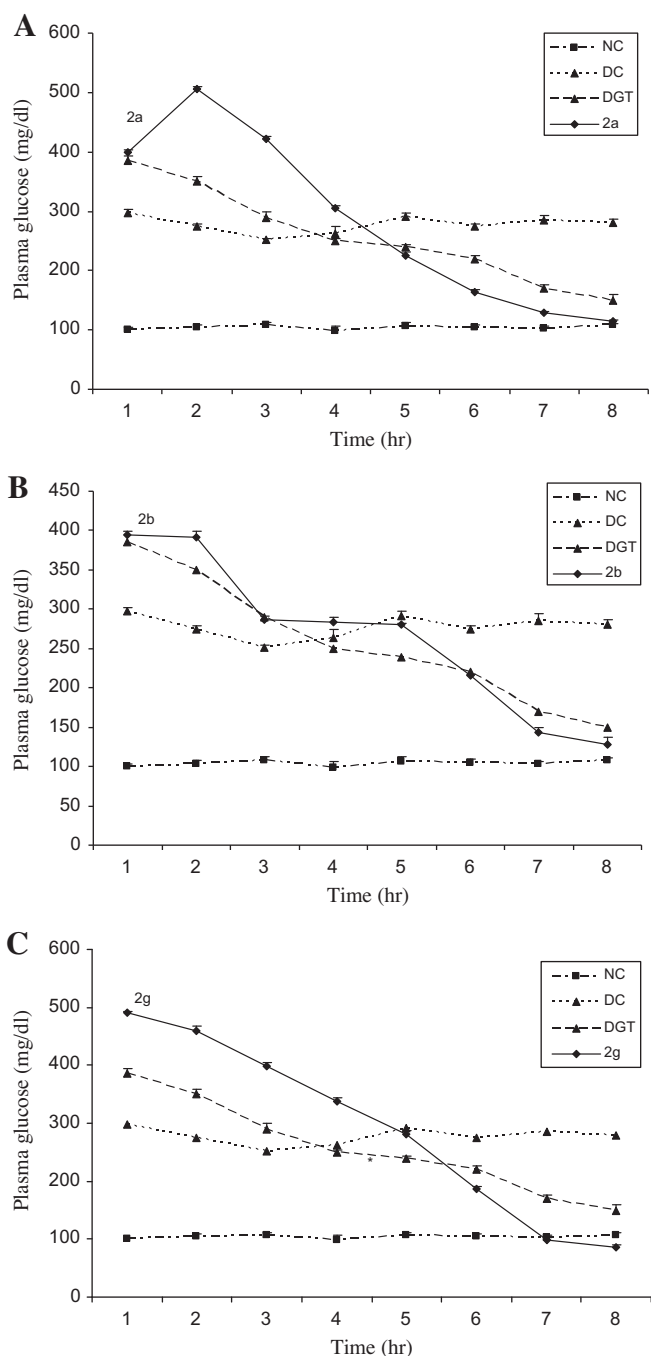 A
600
500
400
300
200
100
0
Plasma glucose (mg/dl)
2a
NC
DC
DGT
2a
1 2 3 4 5 6 7 8
Time (hr)
B
450
400
350
300
250
200
150
100
50
0
Plasma glucose (mg/dl)
2b
NC
DC
DGT
2b
1 2 3 4 5 6 7 8
Time (hr)
C
600
500
400
300
200
100
0
Plasma glucose (mg/dl)
2g
*
NC
DC
DGT
2g
1 2 3 4 5 6 7 8
Time (hr)